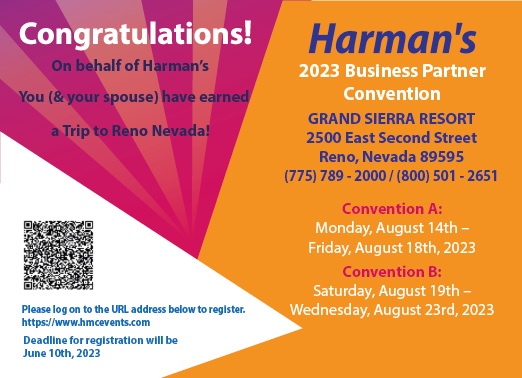 Congratulations!
On behalf of Harman’s
You (& your spouse) have earned
a Trip to Reno Nevada!
Please log on to the URL address below to register.
https://www.hmcevents.com
Deadline for registration will be
June 10th, 2023
Harman's
2023 Business Partner
Convention
GRAND SIERRA RESORT
2500 East Second Street
Reno, Nevada 89595
(775) 789 - 2000 / (800) 501 - 2651
Convention A:
Monday, August 14th –
Friday, August 18th, 2023
Convention B:
Saturday, August 19th –
Wednesday, August 23rd, 2023